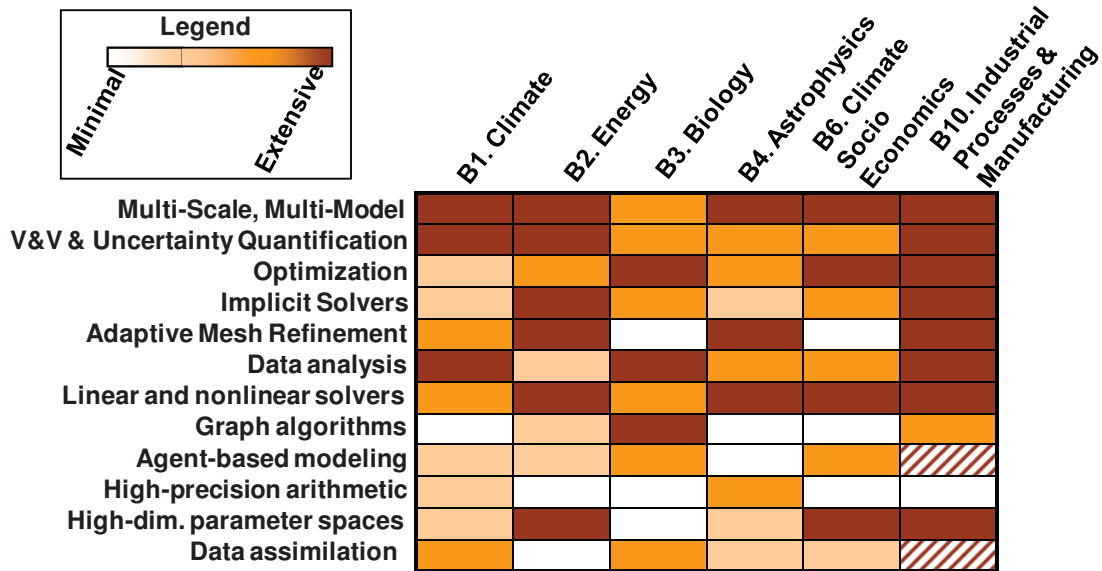 Legend
Minimal
Extensive
B1. Climate
B2. Energy
B3. Biology
B4. Astrophysics
B6. Climate
Socio
Economics
B10. Industrial
Processes &
Manufacturing
Multi-Scale, Multi-Model
V&V & Uncertainty Quantification
Optimization
Implicit Solvers
Adaptive Mesh Refinement
Data analysis
Linear and nonlinear solvers
Graph algorithms
Agent-based modeling
High-precision arithmetic
High-dim. parameter spaces
Data assimilation